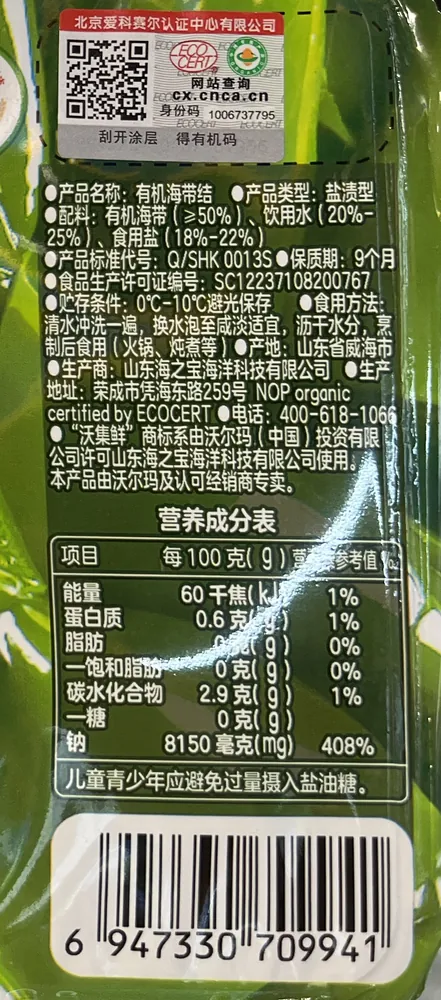 北京爱科赛尔认证中心有限公司
ECO
CERT
网站查询
cx.cnca.cn
身份码 1006737795
刮开涂层 得有机码
●产品名称：有机海带结 ●产品类型：盐渍型
●配料：有机海带（≥50%）、饮用水（20%-
25%）、食用盐（18%-22%）
●产品标准代号：Q/SHK 0013S ●保质期：9个月
●食品生产许可证编号：SC12237108200767
●贮存条件：0℃-10℃避光保存 ●食用方法：
清水冲洗一遍，换水泡至咸淡适宜，沥干水分，烹
制后食用（火锅、炖煮等）●产地：山东省威海市
●生产商：山东海之宝海洋科技有限公司 ●生产
地址：荣成市凭海东路259号 NOP organic
certified by ECOCERT ●电话：400-618-1066
●“沃集鲜”商标系由沃尔玛（中国）投资有限
公司许可山东海之宝海洋科技有限公司使用。
本产品由沃尔玛及认可经销商专卖。
营养成分表
项目 每100克(g) 营 参考值%
能量 60千焦(kJ) 1%
蛋白质 0.6克(g) 1%
脂肪 0克(g) 0%
—饱和脂肪 0克(g) 0%
碳水化合物 2.9克(g) 1%
—糖 0克(g)
钠 8150毫克(mg) 408%
儿童青少年应避免过量摄入盐油糖。
6 947330 709941